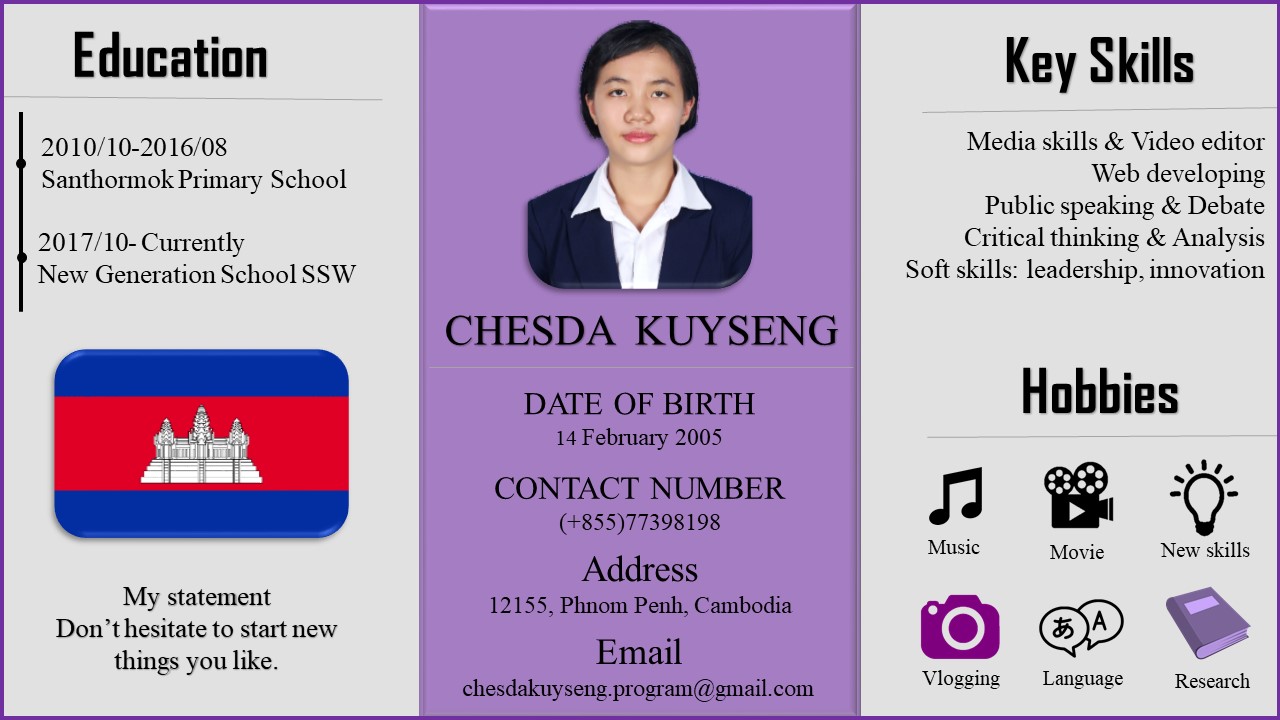 Education
2010/10-2016/08
Santhormok Primary School
2017/10- Currently
New Generation School SSW
My statement
Don't hesitate to start new
things you like.
CHESDA KUYSENG
DATE OF BIRTH
14 February 2005
CONTACT NUMBER
(+855)77398198
Address
12155, Phnom Penh, Cambodia
Email
chesdakuyseng.program@gmail.com
Key Skills
Media skills & Video editor
Web developing
Public speaking & Debate
Critical thinking & Analysis
Soft skills: leadership, innovation
Hobbies
Music
Movie
New skills
あ A
Vlogging
Language
Research